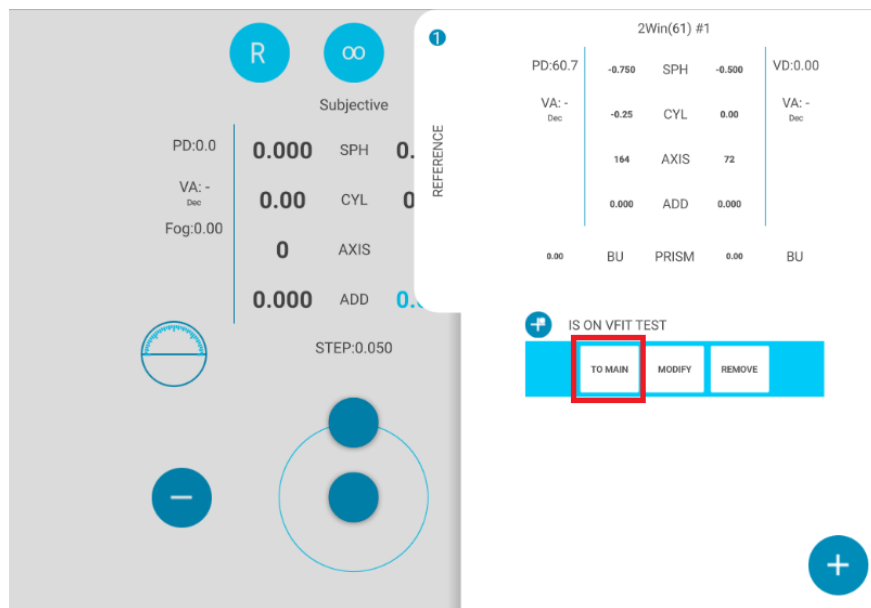 R ∞
Subjective
PD:0.0
0.000 SPH 0.
VA: -
Dec
0.00 CYL 0
Fog:0.00
0 AXIS
0.000 ADD 0.
STEP:0.050
−
1
REFERENCE
2Win(61) #1
PD:60.7 -0.750 SPH -0.500 VD:0.00
VA: - -0.25 CYL 0.00 VA: -
Dec Dec
164 AXIS 72
0.000 ADD 0.000
0.00 BU PRISM 0.00 BU
IS ON VFIT TEST
TO MAIN MODIFY REMOVE
+